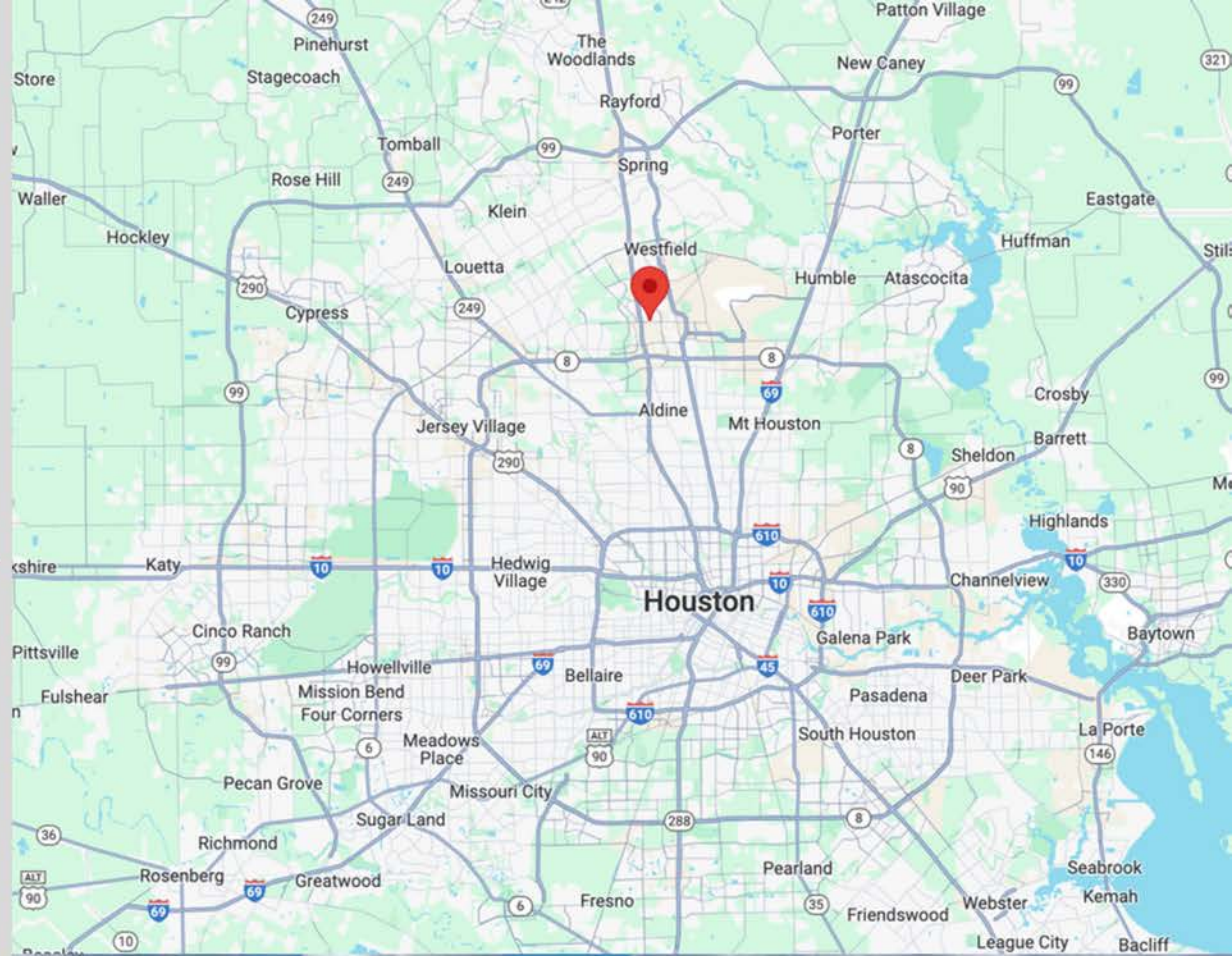 249
Patton Village
Pinehurst
The
Woodlands
New Caney
321
Store
Stagecoach
99
Rayford
Porter
Tomball
99
Spring
249
Rose Hill
Waller
Klein
Eastgate
Hockley
Westfield
Huffman
Louetta
Humble
Atascocita
290
249
Cypress
8
8
99
99
69
Crosby
Aldine
Jersey Village
Mt Houston
Barrett
8
Sheldon
290
90
Highlands
610
Katy
10
10
Hedwig
Village
10
10
Channelview
330
Houston
610
Cinco Ranch
Galena Park
Baytown
Pittsville
99
Howellville
69
Bellaire
45
Deer Park
Fulshear
Mission Bend
Pasadena
Four Corners
610
La Porte
6
Meadows
Place
ALT
90
South Houston
146
Pecan Grove
Missouri City
36
Sugar Land
288
8
Richmond
ALT
90
Rosenberg
69
Greatwood
Pearland
Seabrook
69
6
Fresno
35
Friendswood
Webster
Kemah
10
League City
Bacliff